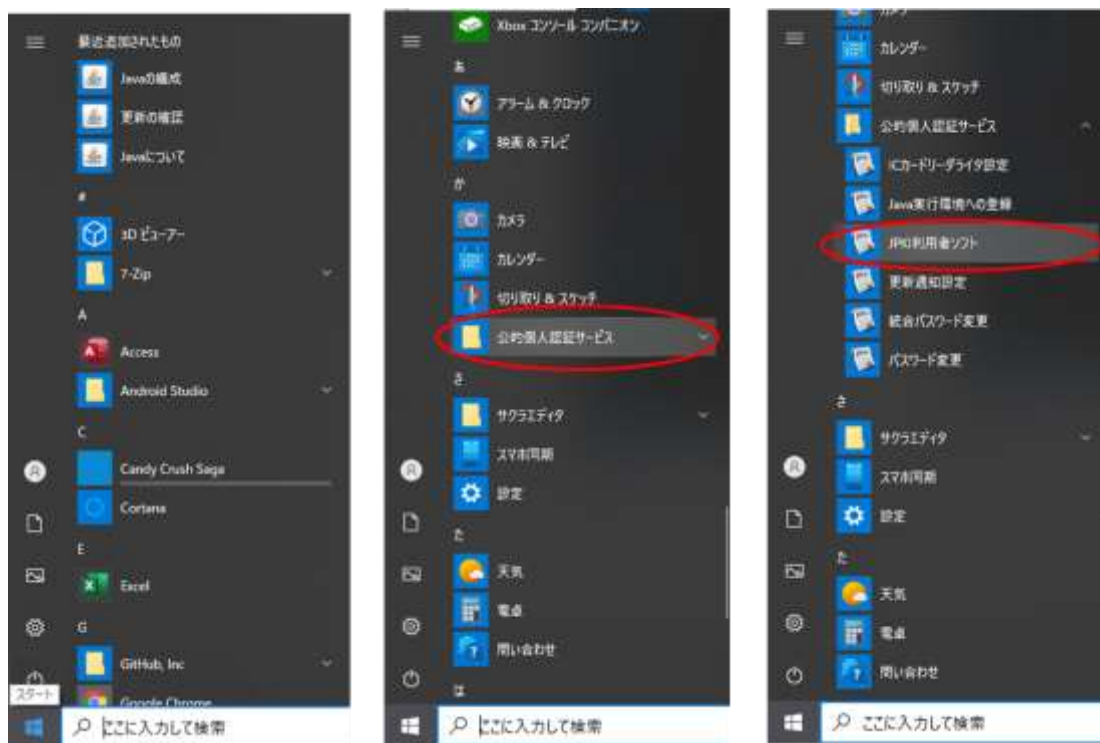 最近追加されたもの
Javaの構成
更新の確認
Javaについて
#
3D ビューアー
7-Zip
A
Access
Android Studio
C
Candy Crush Saga
Cortana
E
Excel
G
GitHub, Inc
Google Chrome
スタート
ここに入力して検索
Xbox コンソール コンパニオン
あ
アラーム & クロック
映画 & テレビ
か
カメラ
カレンダー
切り取り & スケッチ
公的個人認証サービス
さ
サクラエディタ
スマホ同期
設定
た
天気
電卓
問い合わせ
は
ここに入力して検索
カレンダー
切り取り & スケッチ
公的個人認証サービス
ICカードリーダライタ設定
Java実行環境への登録
JPKI利用者ソフト
更新通知設定
統合パスワード変更
パスワード変更
さ
サクラエディタ
スマホ同期
設定
た
天気
電卓
問い合わせ
ここに入力して検索